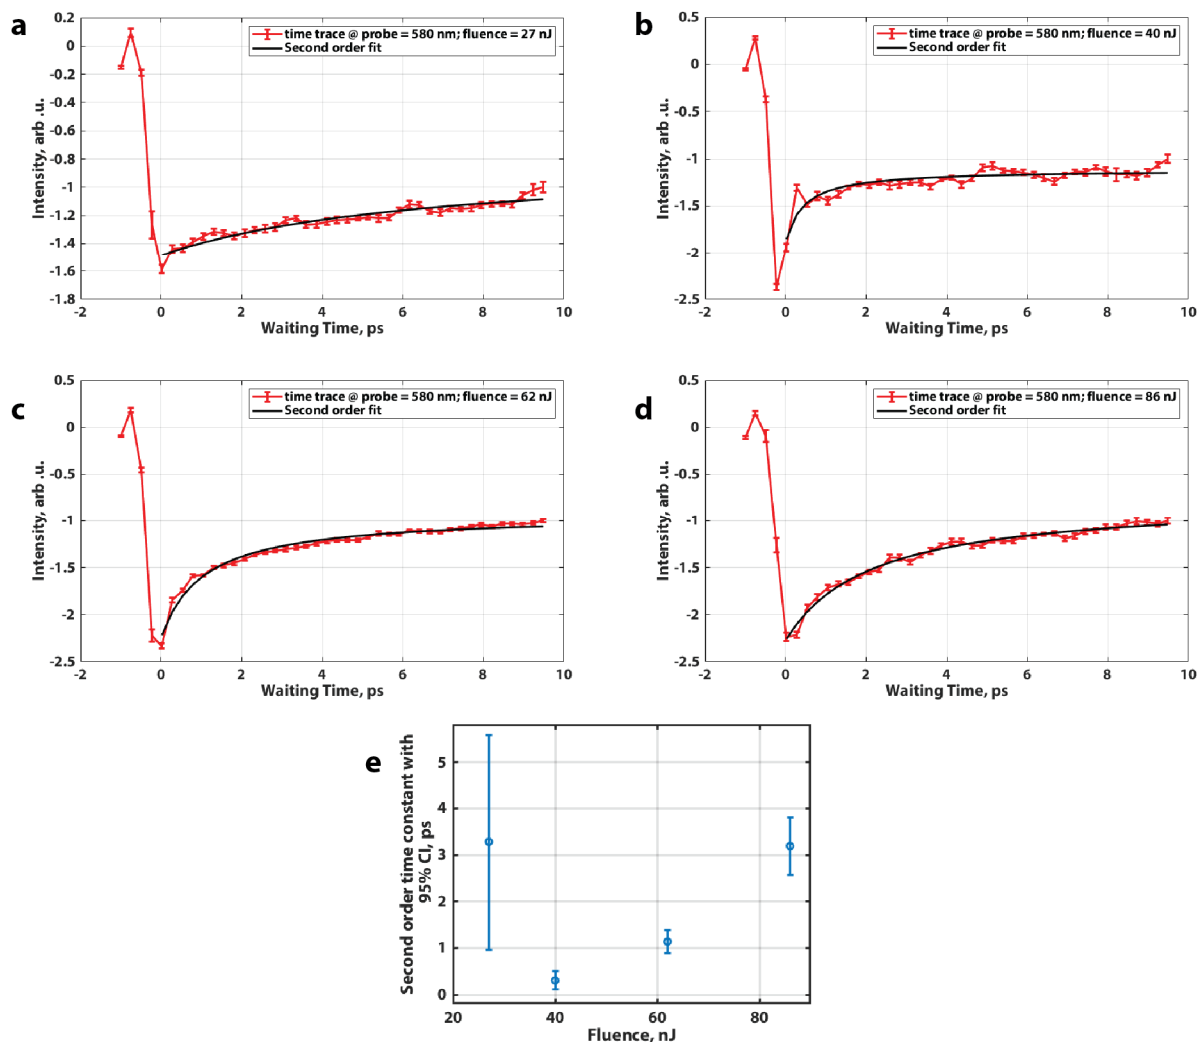 a
time trace @ probe = 580 nm; fluence = 27 nJ
Second order fit
0.2
0
-0.2
-0.4
-0.6
-0.8
-1
-1.2
-1.4
-1.6
-1.8
Intensity, arb .u.
-2
0
2
4
6
8
10
Waiting Time, ps
b
time trace @ probe = 580 nm; fluence = 40 nJ
Second order fit
0.5
0
-0.5
-1
-1.5
-2
-2.5
Intensity, arb .u.
-2
0
2
4
6
8
10
Waiting Time, ps
c
time trace @ probe = 580 nm; fluence = 62 nJ
Second order fit
0.5
0
-0.5
-1
-1.5
-2
-2.5
Intensity, arb .u.
-2
0
2
4
6
8
10
Waiting Time, ps
d
time trace @ probe = 580 nm; fluence = 86 nJ
Second order fit
0.5
0
-0.5
-1
-1.5
-2
-2.5
Intensity, arb .u.
-2
0
2
4
6
8
10
Waiting Time, ps
e
Second order time constant with
95% CI, ps
5
4
3
2
1
0
20
40
60
80
Fluence, nJ